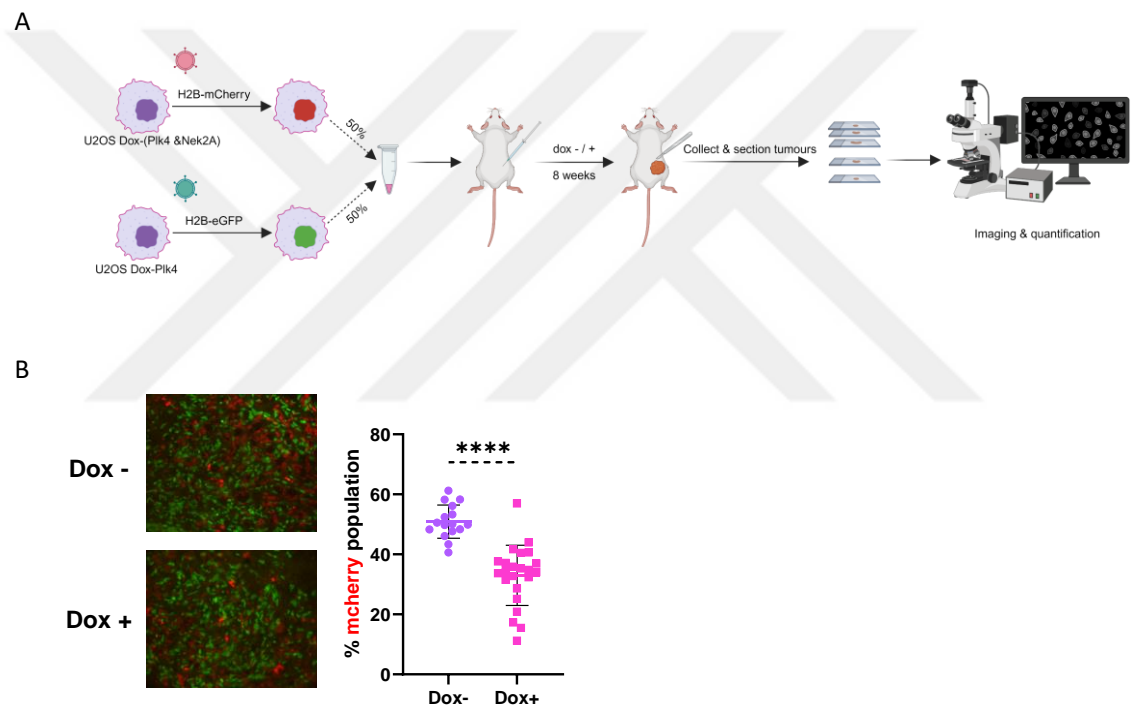 A
H2B-mCherry
U2OS Dox-(Plk4 &Nek2A)
50%
50%
H2B-eGFP
U2OS Dox-Plk4
dox - / +
8 weeks
Collect & section tumours
Imaging & quantification
B
Dox -
Dox +
% mcherry population
80
60
40
20
0
****
Dox-
Dox+